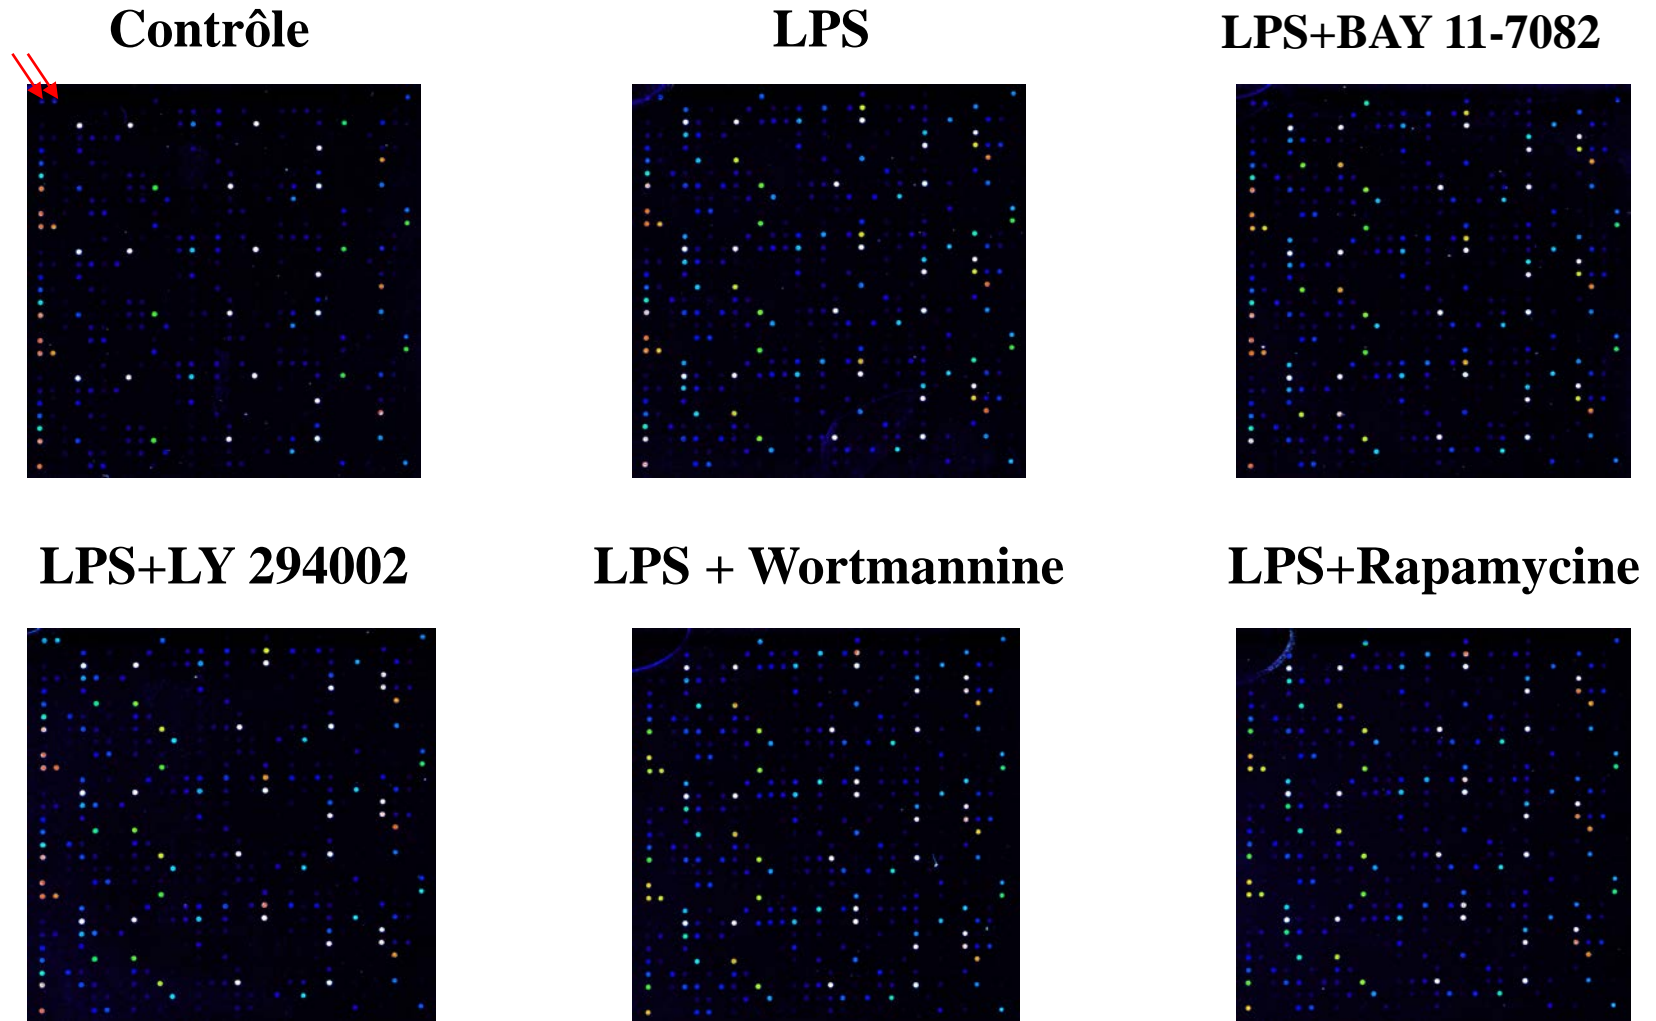 Contrôle
LPS
LPS+BAY 11-7082
LPS+LY 294002
LPS + Wortmannine
LPS+Rapamycine